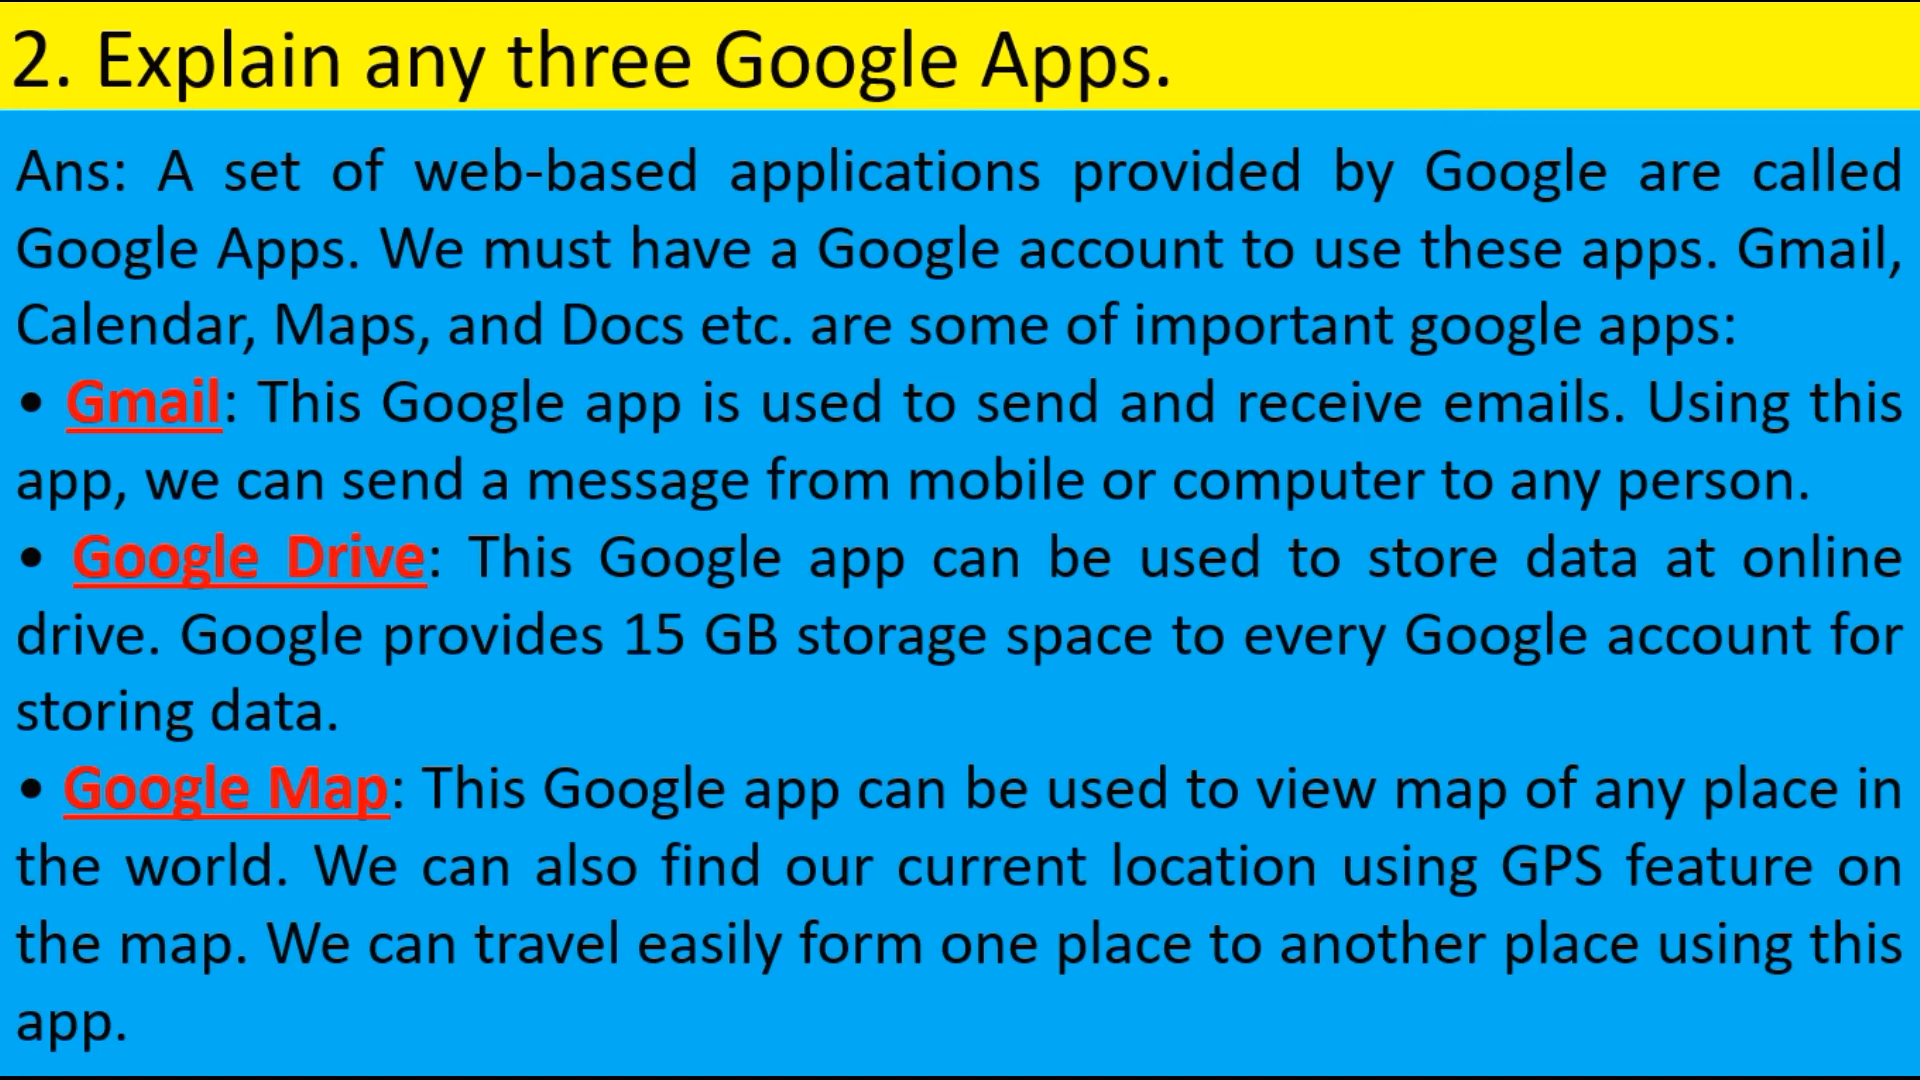 2. Explain any three Google Apps.
Ans: A set of web-based applications provided by Google are called
Google Apps. We must have a Google account to use these apps. Gmail,
Calendar, Maps, and Docs etc. are some of important google apps:
• Gmail: This Google app is used to send and receive emails. Using this
app, we can send a message from mobile or computer to any person.
• Google Drive: This Google app can be used to store data at online
drive. Google provides 15 GB storage space to every Google account for
storing data.
• Google Map: This Google app can be used to view map of any place in
the world. We can also find our current location using GPS feature on
the map. We can travel easily form one place to another place using this
app.